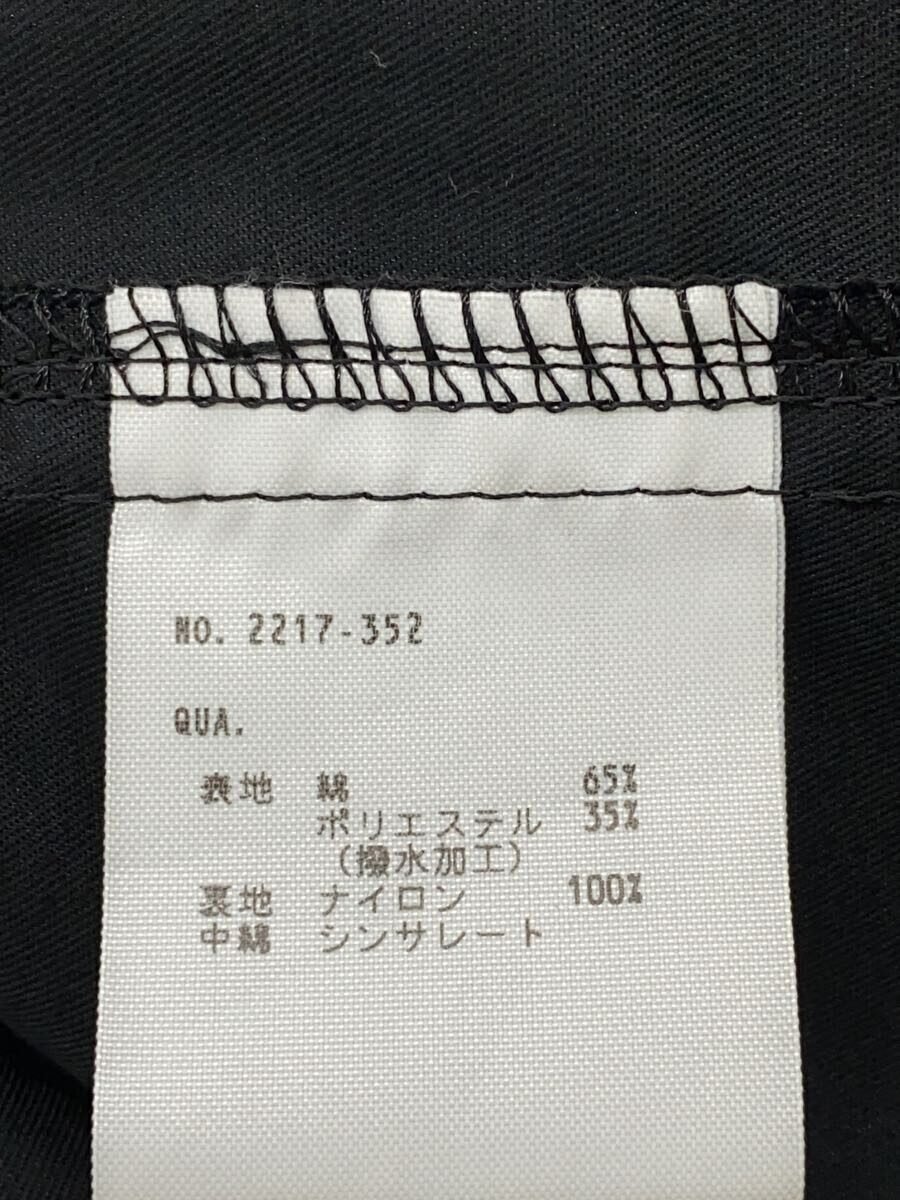 NO. 2217-352
QUA.
表地 綿 65%
ポリエステル 35%
(撥水加工)
裏地 ナイロン 100%
中綿 シンサレート